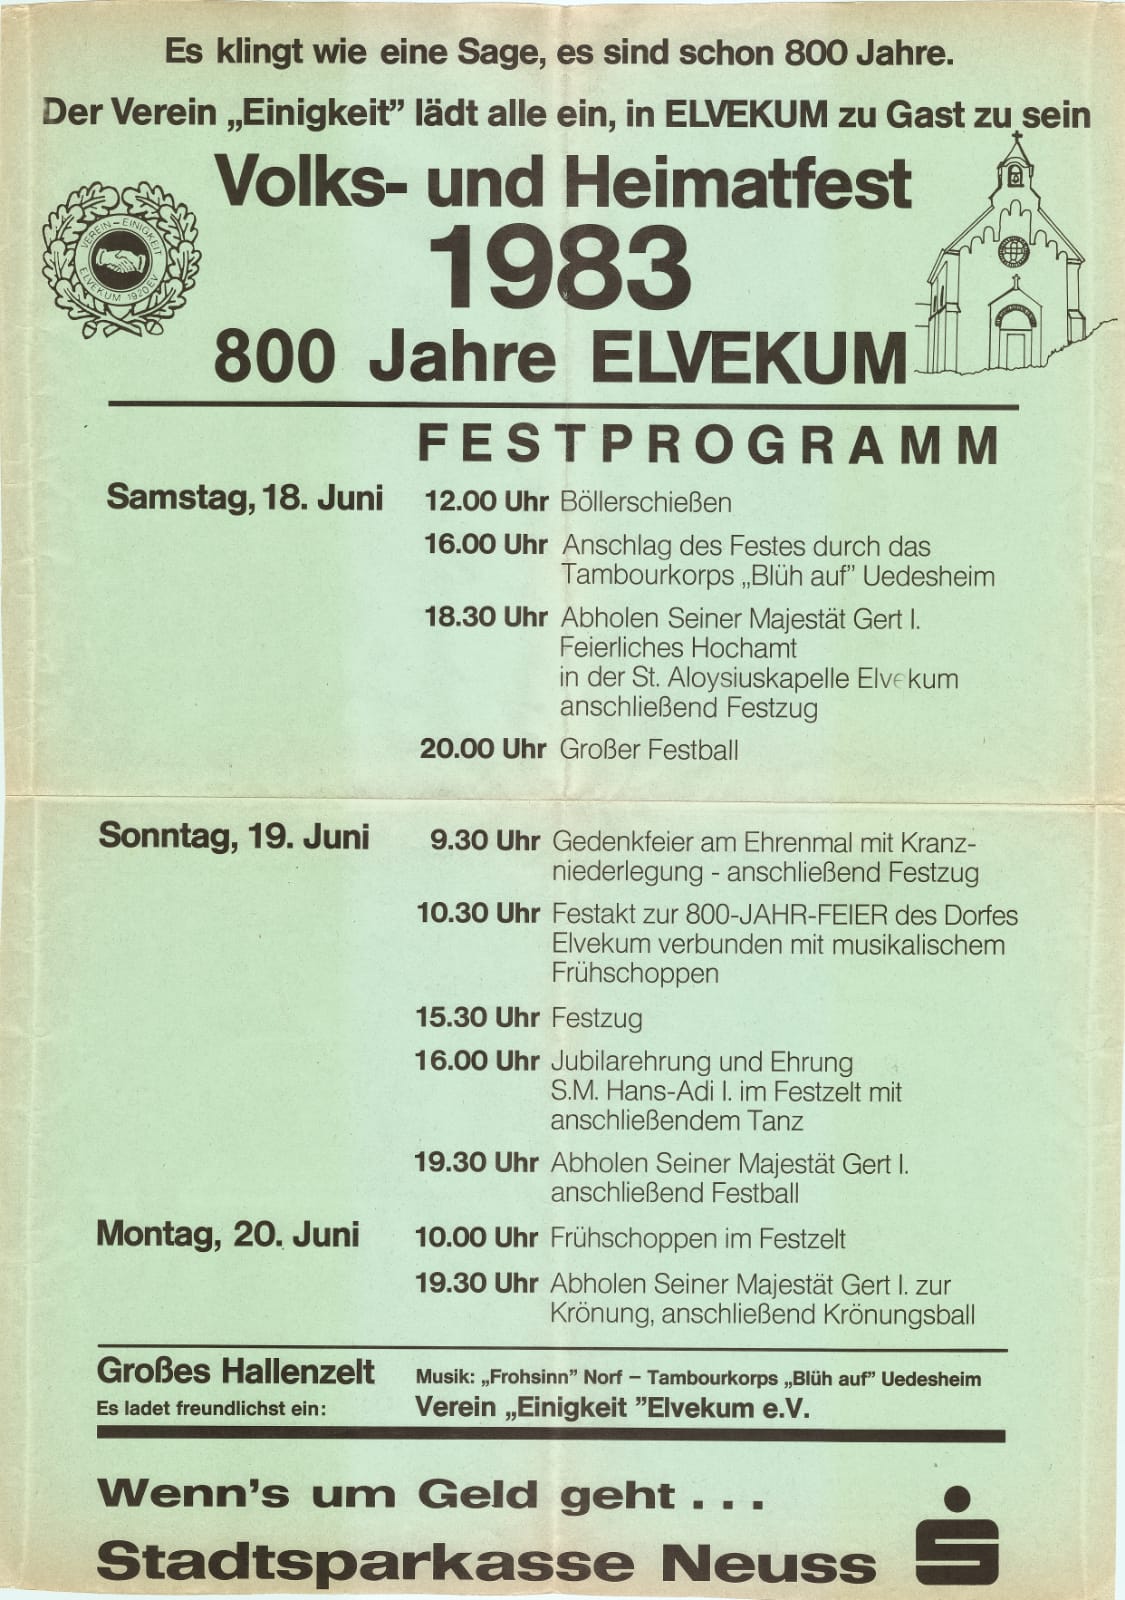 Es klingt wie eine Sage, es sind schon 800 Jahre.
Der Verein „Einigkeit” lädt alle ein, in ELVEKUM zu Gast zu sein
Volks- und Heimatfest
1983
800 Jahre ELVEKUM
VEREIN – EINIGKEIT
ELVEKUM 1920 EV
FESTPROGRAMM
Samstag, 18. Juni 12.00 Uhr Böllerschießen
16.00 Uhr Anschlag des Festes durch das
Tambourkorps „Blüh auf” Uedesheim
18.30 Uhr Abholen Seiner Majestät Gert I.
Feierliches Hochamt
in der St. Aloysiuskapelle Elvekum
anschließend Festzug
20.00 Uhr Großer Festball
Sonntag, 19. Juni 9.30 Uhr Gedenkfeier am Ehrenmal mit Kranz-
niederlegung - anschließend Festzug
10.30 Uhr Festakt zur 800-JAHR-FEIER des Dorfes
Elvekum verbunden mit musikalischem
Frühschoppen
15.30 Uhr Festzug
16.00 Uhr Jubilarehrung und Ehrung
S.M. Hans-Adi I. im Festzelt mit
anschließendem Tanz
19.30 Uhr Abholen Seiner Majestät Gert I.
anschließend Festball
Montag, 20. Juni 10.00 Uhr Frühschoppen im Festzelt
19.30 Uhr Abholen Seiner Majestät Gert I. zur
Krönung, anschließend Krönungsball
Großes Hallenzelt Musik: „Frohsinn” Norf – Tambourkorps „Blüh auf” Uedesheim
Es ladet freundlichst ein: Verein „Einigkeit ”Elvekum e.V.
Wenn's um Geld geht . . .
Stadtsparkasse Neuss